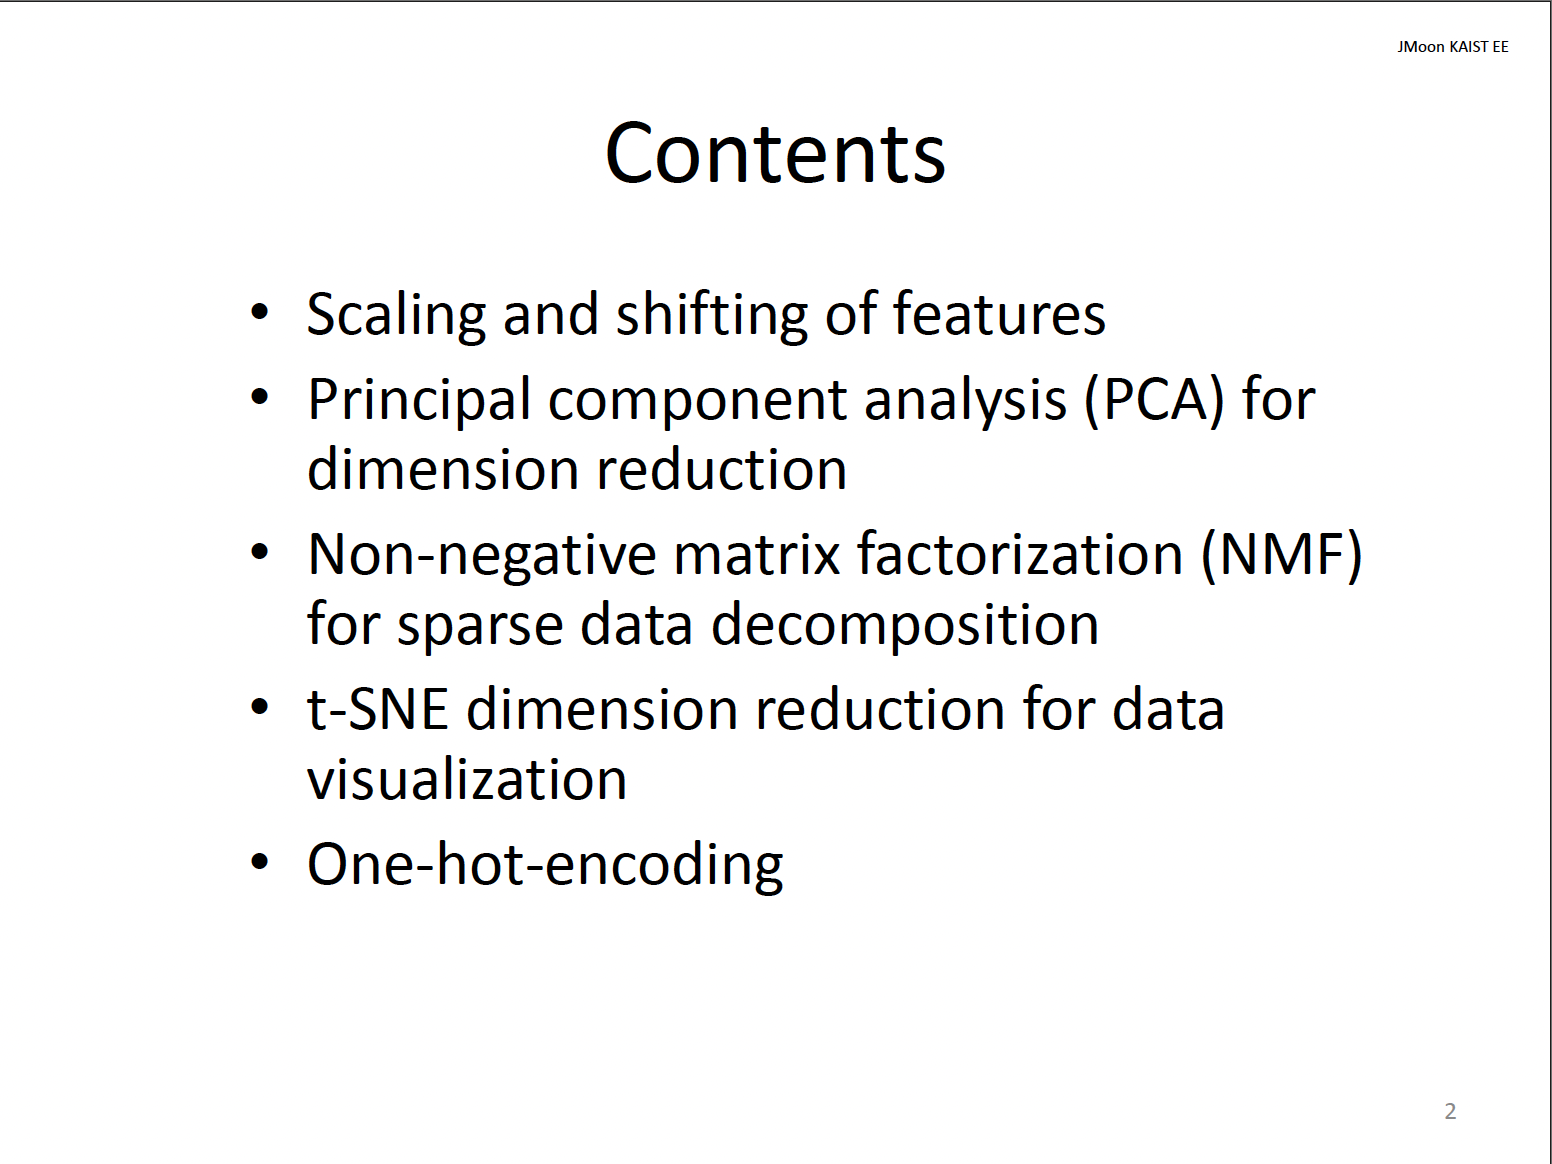 JMoon KAIST EE
Contents
• Scaling and shifting of features
• Principal component analysis (PCA) for
dimension reduction
• Non-negative matrix factorization (NMF)
for sparse data decomposition
• t-SNE dimension reduction for data
visualization
• One-hot-encoding
2